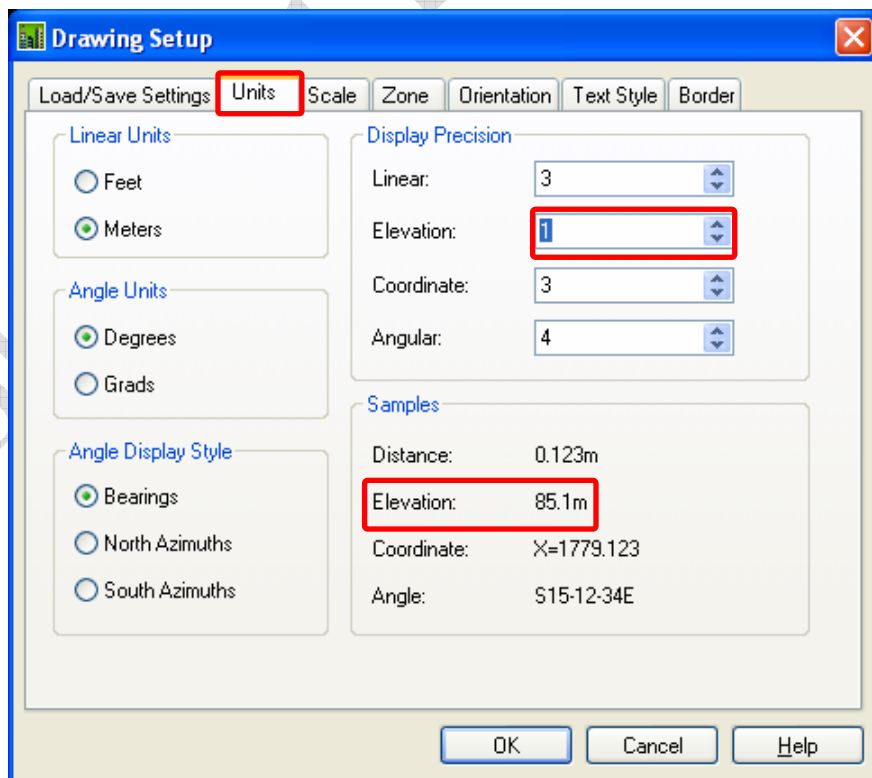 Drawing Setup
Load/Save Settings Units Scale Zone Orientation Text Style Border
Linear Units
Feet
Meters
Angle Units
Degrees
Grads
Angle Display Style
Bearings
North Azimuths
South Azimuths
Display Precision
Linear: 3
Elevation: 1
Coordinate: 3
Angular: 4
Samples
Distance: 0.123m
Elevation: 85.1m
Coordinate: X=1779.123
Angle: S15-12-34E
OK Cancel Help